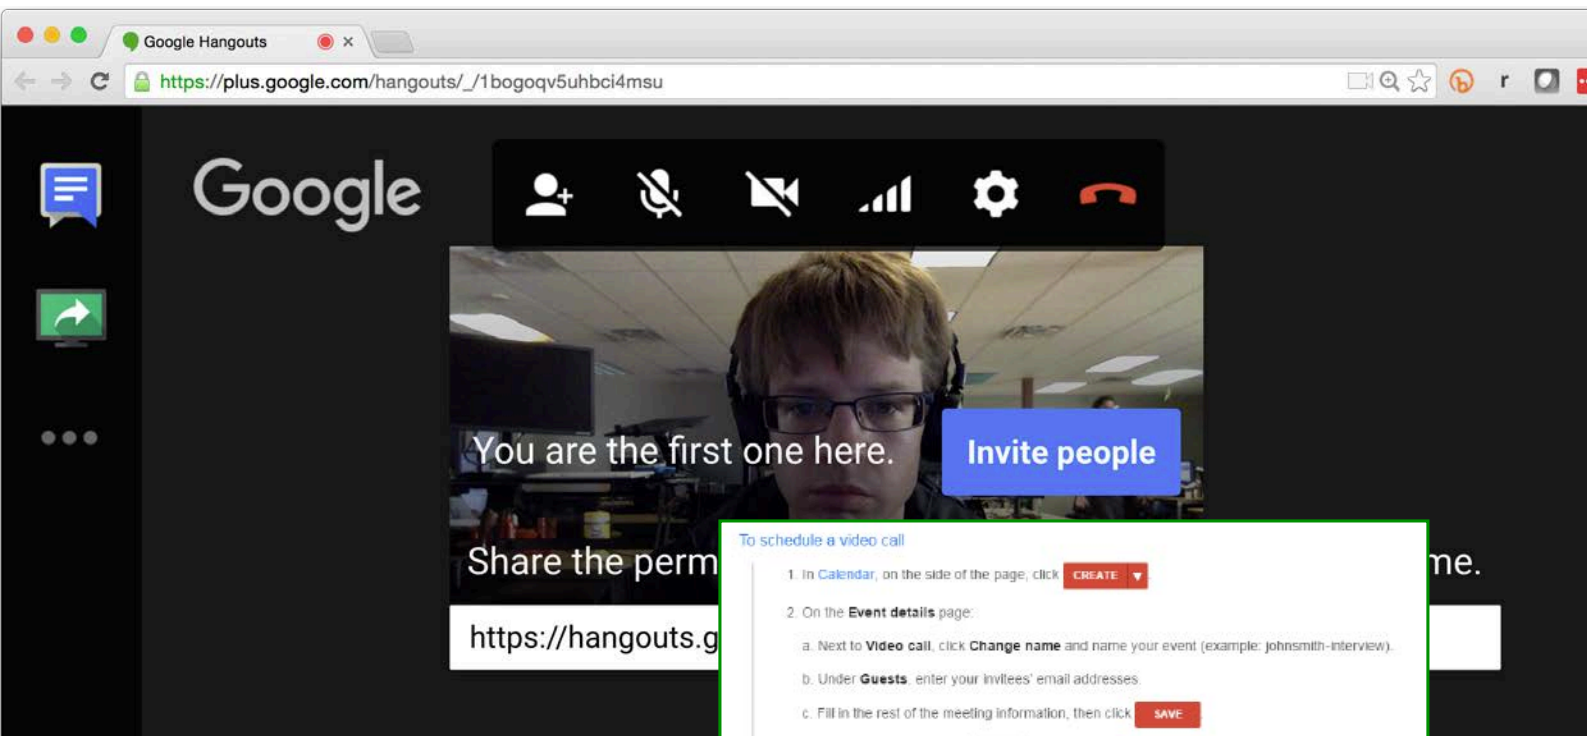 Google Hangouts
https://plus.google.com/hangouts/_/1bogoqv5uhbci4msu
r
Google
You are the first one here.
Invite people
Share the perm
me.
https://hangouts.g
To schedule a video call
1. In Calendar, on the side of the page, click CREATE
2. On the Event details page:
a. Next to Video call, click Change name and name your event (example: johnsmith-interview).
b. Under Guests, enter your invitees' email addresses.
c. Fill in the rest of the meeting information, then click SAVE